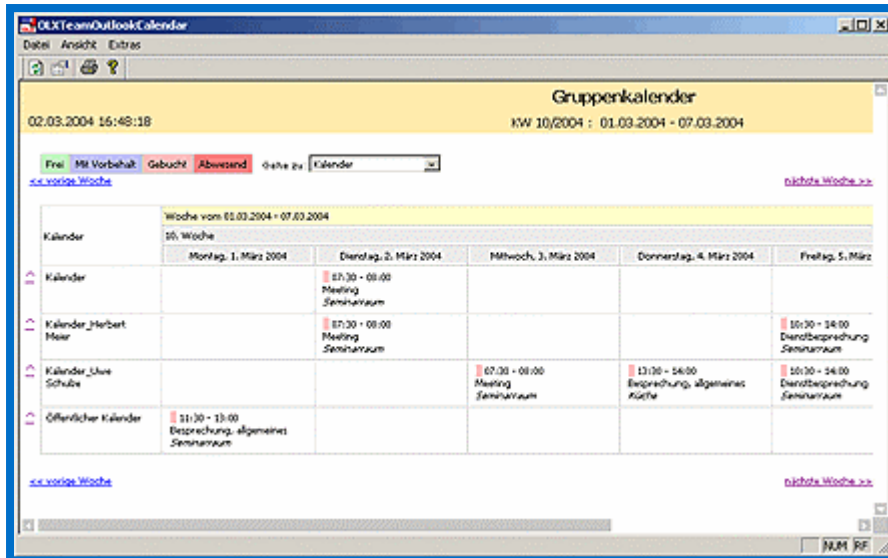 OLXTeamOutlookCalendar
Datei Ansicht Extras
Gruppenkalender
02.03.2004 16:48:18
KW 10/2004 : 01.03.2004 - 07.03.2004
Frei Mit Vorbehalt Gebucht Abwesend Gehe zu: Kalender
<< vorige Woche
nächste Woche >>
Kalender
Woche vom 01.03.2004 - 07.03.2004
10. Woche
Montag, 1. März 2004 Dienstag, 2. März 2004 Mittwoch, 3. März 2004 Donnerstag, 4. März 2004 Freitag, 5. März
Kalender
07:30 - 08:00
Meeting
Seminarraum
Kalender_Herbert
Meier
07:30 - 08:00
Meeting
Seminarraum
10:30 - 14:00
Dienstbesprechung
Seminarraum
Kalender_Uwe
Schube
07:30 - 08:00
Meeting
Seminarraum
13:30 - 14:00
Besprechung, allgemeines
Küche
10:30 - 14:00
Dienstbesprechung
Seminarraum
Öffentlicher Kalender
11:30 - 13:00
Besprechung, allgemeines
Seminarraum
<< vorige Woche
nächste Woche >>
NUM RF